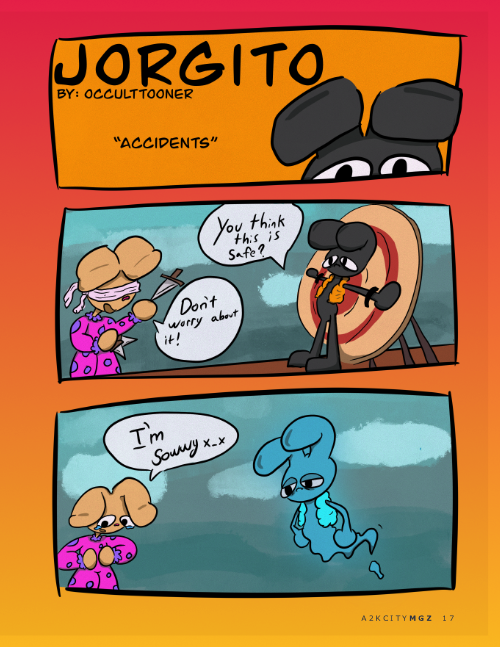 JORGITO
BY: OCCULTTOONER
"ACCIDENTS"
You think
this is
safe?
Don't
worry about
it!
I'm
Sowwy x_x
A2KCITYMGZ 17